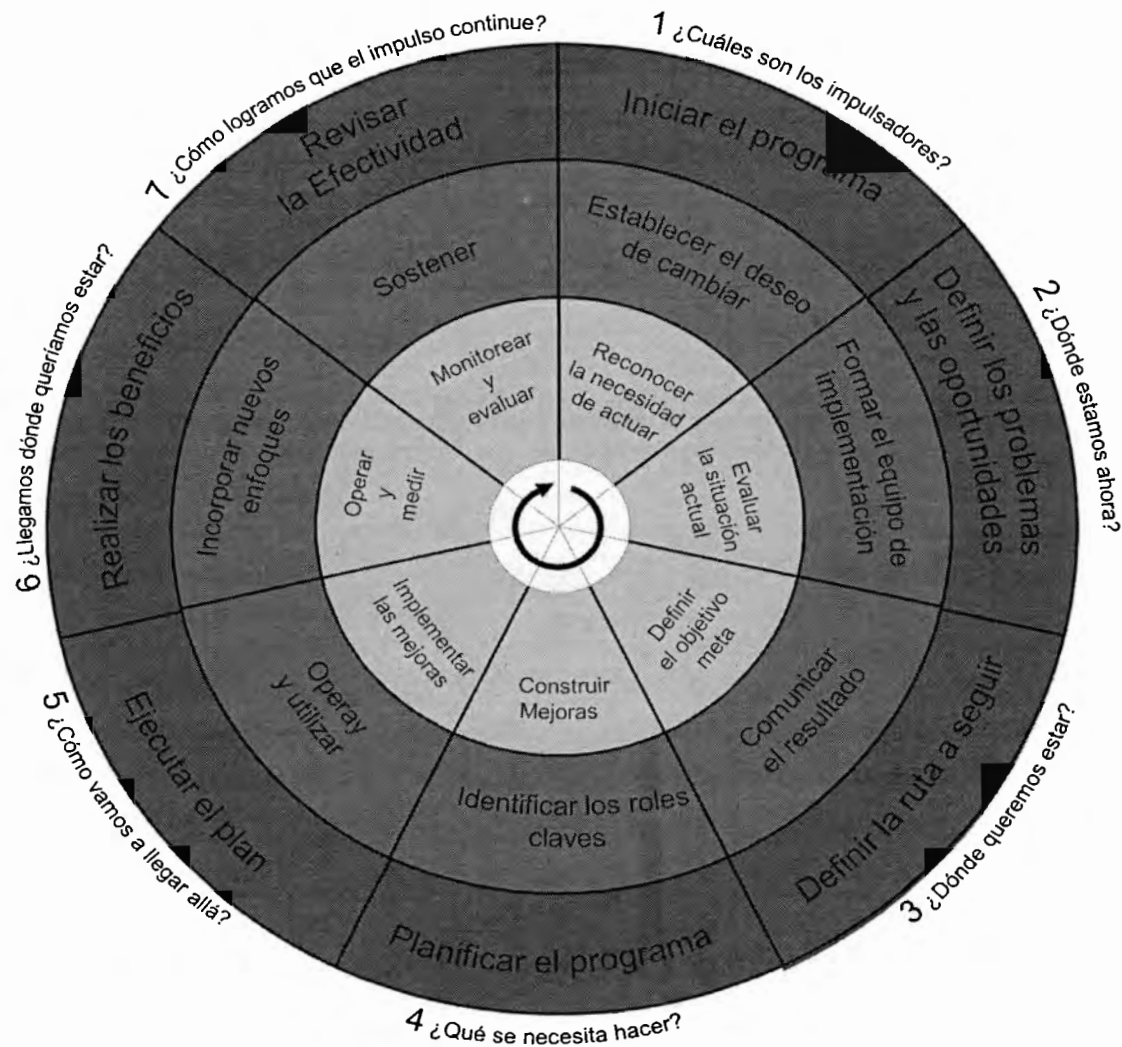 1 ¿Cuáles son los impulsadores?
Iniciar el programa
Establecer el deseo
de cambiar
Reconocer
la necesidad
de actuar
2 ¿Dónde estamos ahora?
Definir los problemas
y las oportunidades
Formar el equipo de
implementación
Evaluar
la situación
actual
3 ¿Dónde queremos estar?
Definir la ruta a seguir
Comunicar
el resultado
Definir
el objetivo
meta
4 ¿Qué se necesita hacer?
Planificar el programa
Identificar los roles
claves
Construir
Mejoras
5 ¿Cómo vamos a llegar allá?
Ejecutar el plan
Operay
y utilizar
Implementar
las mejoras
6 ¿Llegamos dónde queríamos estar?
Realizar los beneficios
Incorporar nuevos
enfoques
Operar
y
medir
7 ¿Cómo logramos que el impulso continue?
Revisar
la Efectividad
Sostener
Monitorear
y
evaluar